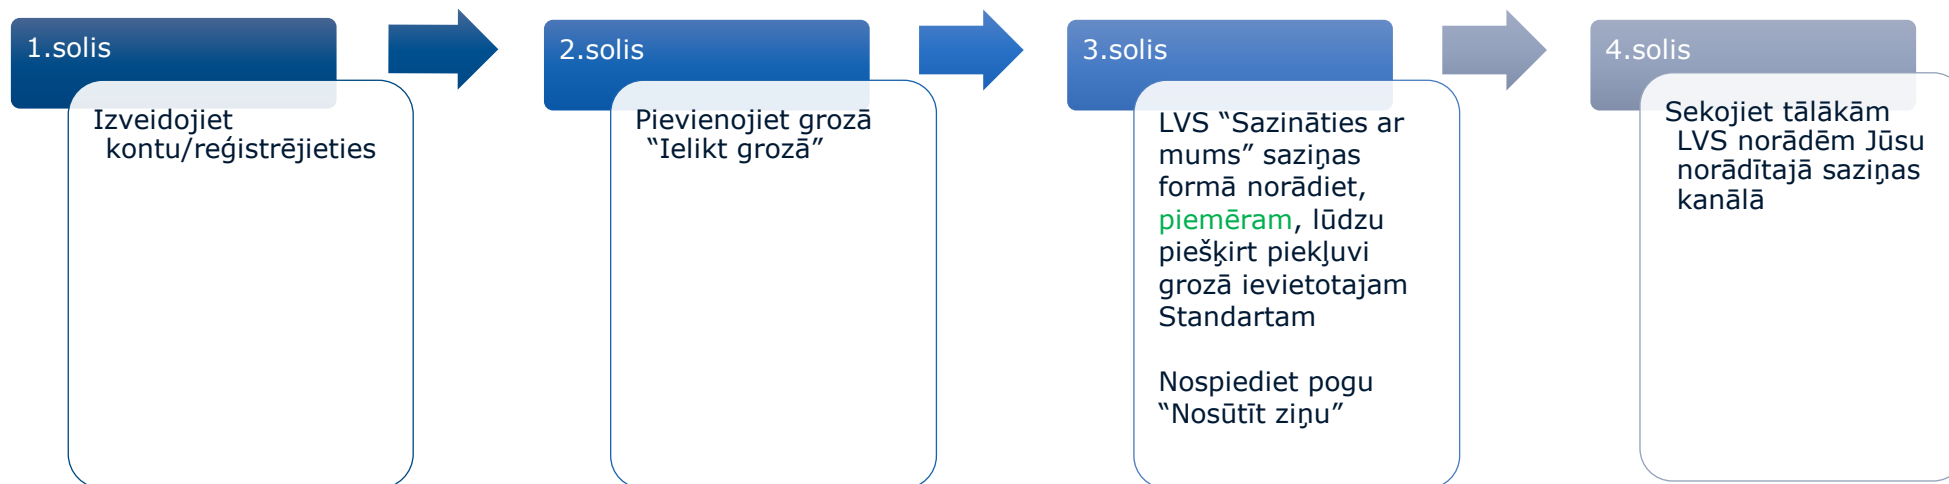 1.solis
Izveidojiet
kontu/reģistrējieties
2.solis
Pievienojiet grozā
“Ielikt grozā”
3.solis
LVS “Sazināties ar
mums” saziņas
formā norādiet,
piemēram, lūdzu
piešķirt piekļuvi
grozā ievietotajam
Standartam
Nospiediet pogu
“Nosūtīt ziņu”
4.solis
Sekojiet tālākām
LVS norādēm Jūsu
norādītajā saziņas
kanālā